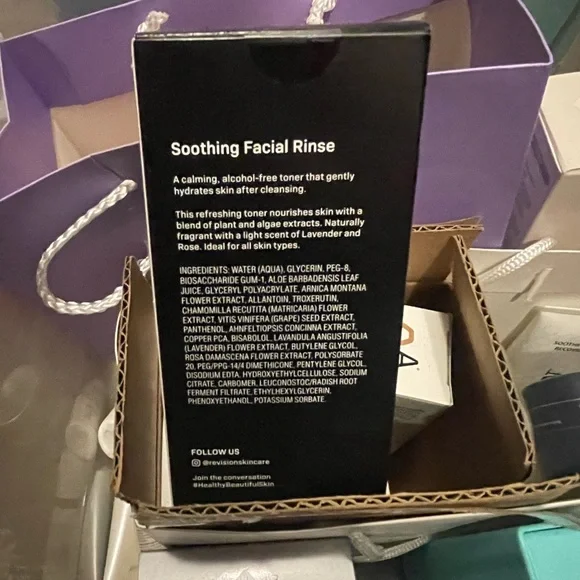 Soothing Facial Rinse
A calming, alcohol-free toner that gently
hydrates skin after cleansing.
This refreshing toner nourishes skin with a
blend of plant and algae extracts. Naturally
fragrant with a light scent of Lavender and
Rose. Ideal for all skin types.
INGREDIENTS: WATER (AQUA), GLYCERIN, PEG-8,
BIOSACCHARIDE GUM-1, ALOE BARBADENSIS LEAF
JUICE, GLYCERYL POLYACRYLATE, ARNICA MONTANA
FLOWER EXTRACT, ALLANTOIN, TROXERUTIN,
CHAMOMILLA RECUTITA (MATRICARIA) FLOWER
EXTRACT, VITIS VINIFERA (GRAPE) SEED EXTRACT,
PANTHENOL, AHNFELTIOPSIS CONCINNA EXTRACT,
COPPER PCA, BISABOLOL, LAVANDULA ANGUSTIFOLIA
(LAVENDER) FLOWER EXTRACT, BUTYLENE GLYCOL,
ROSA DAMASCENA FLOWER EXTRACT, POLYSORBATE
20, PEG/PPG-14/4 DIMETHICONE, PENTYLENE GLYCOL,
DISODIUM EDTA, HYDROXYETHYLCELLULOSE, SODIUM
CITRATE, CARBOMER, LEUCONOSTOC/RADISH ROOT
FERMENT FILTRATE, ETHYLHEXYLGLYCERIN,
PHENOXYETHANOL, POTASSIUM SORBATE.
FOLLOW US
@revisionskincare
Join the conversation
#HealthyBeautifulSkin